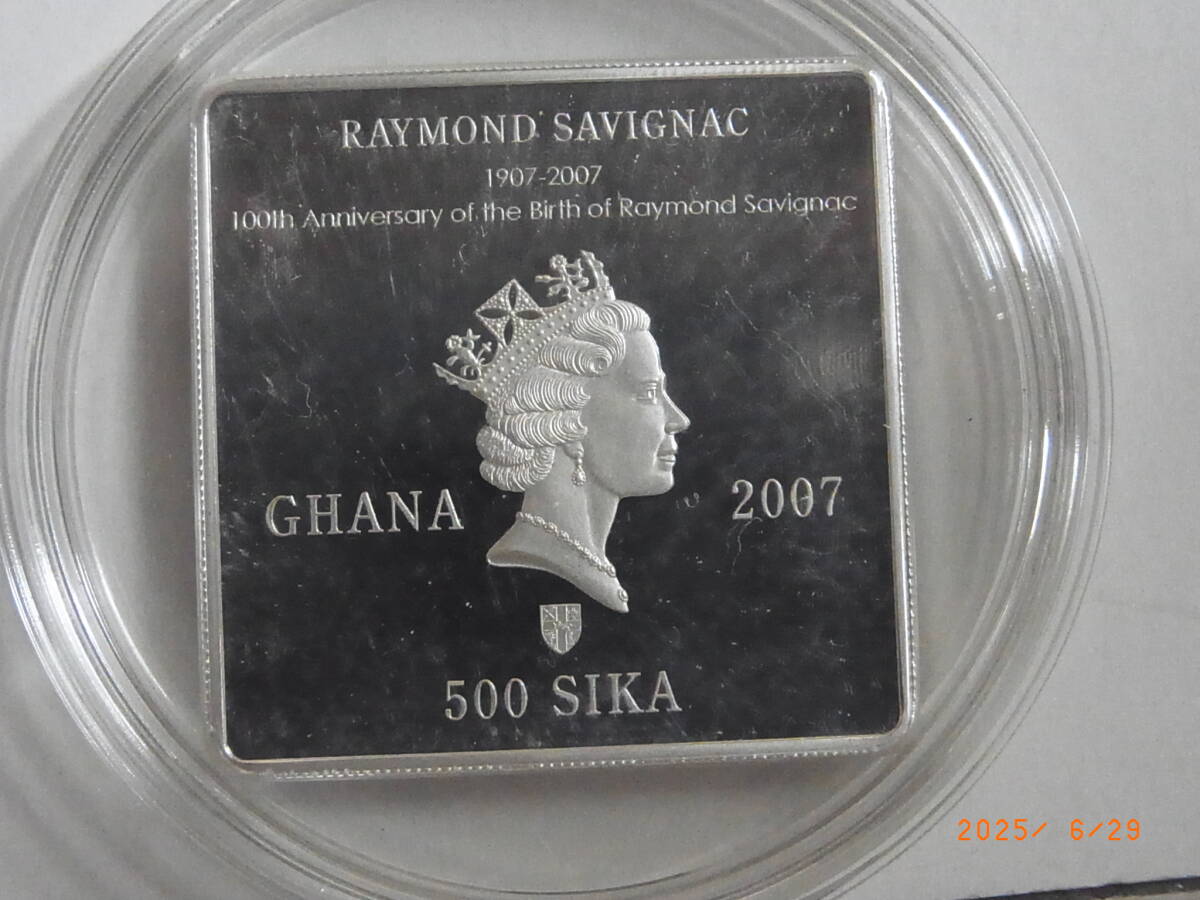 RAYMOND SAVIGNAC
1907-2007
100th Anniversary of the Birth of Raymond Savignac
GHANA 2007
500 SIKA
2025/ 6/29